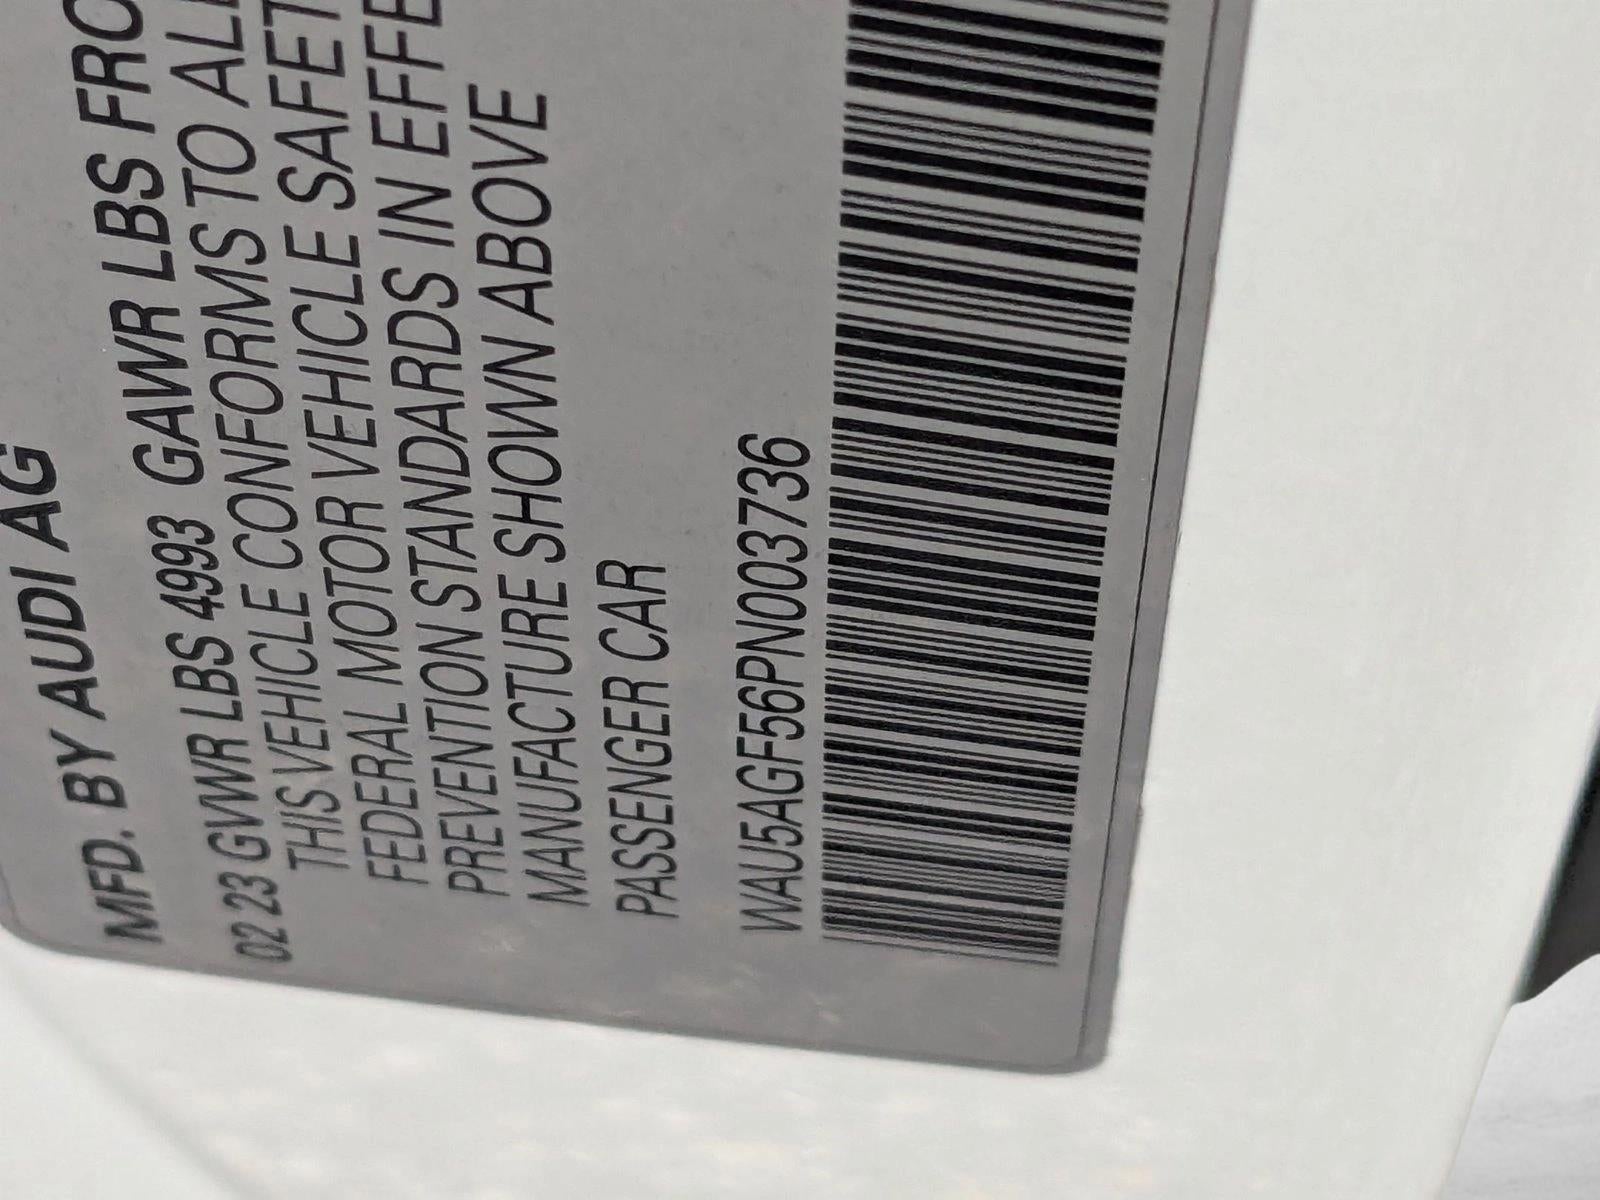 MFD. BY AUDI AG
02 23 GVWR LBS 4993 GAWR LBS FRO
THIS VEHICLE CONFORMS TO ALL
FEDERAL MOTOR VEHICLE SAFET
PREVENTION STANDARDS IN EFFE
MANUFACTURE SHOWN ABOVE
PASSENGER CAR
WAU5AGF56PN003736